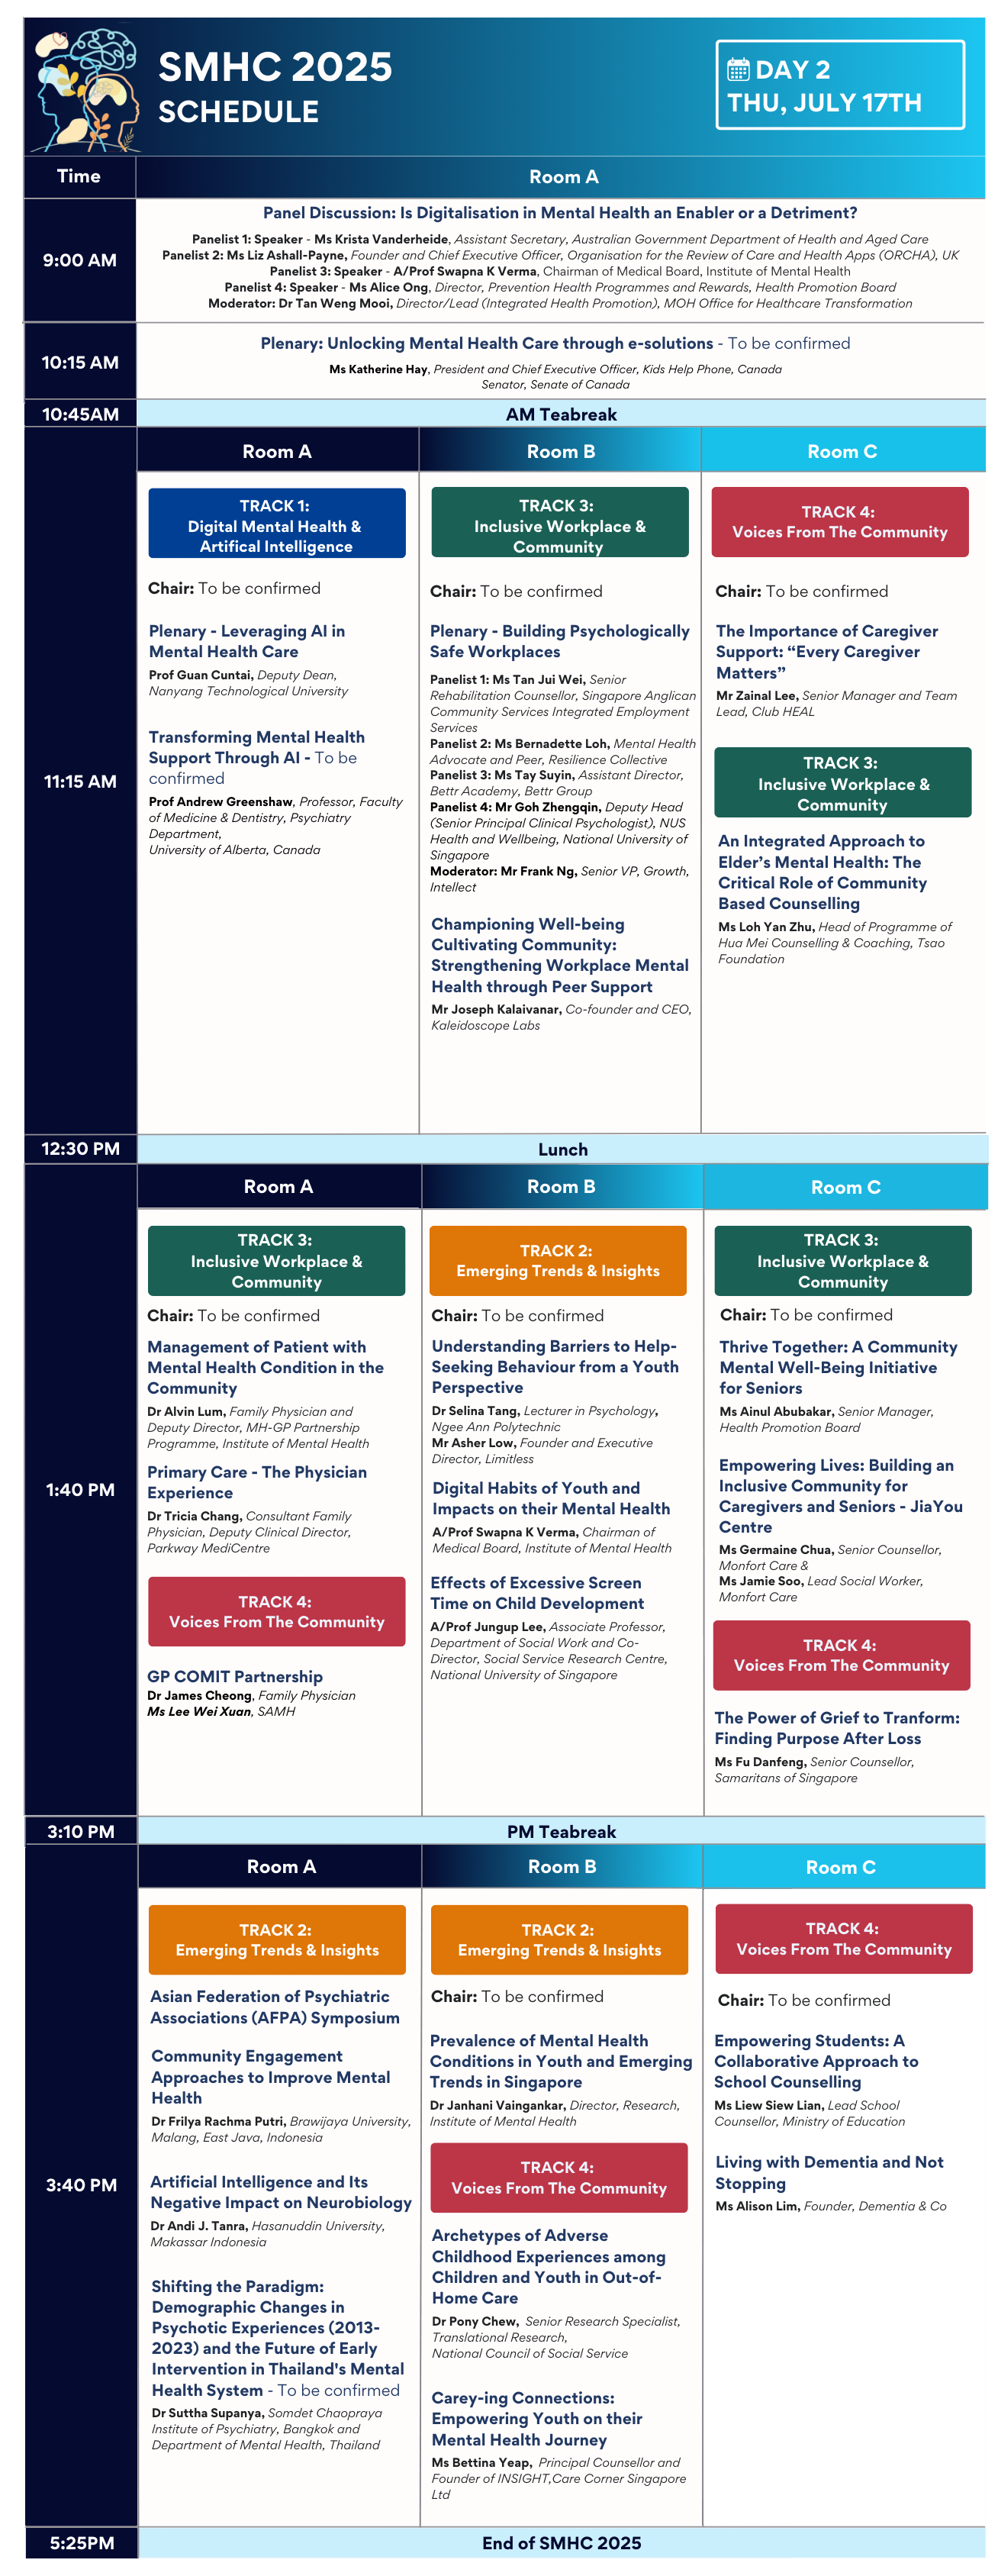 SMHC 2025
SCHEDULE
DAY 2
THU, JULY 17TH
Time
Room A
9:00 AM
Panel Discussion: Is Digitalisation in Mental Health an Enabler or a Detriment?
Panelist 1: Speaker - Ms Krista Vanderheide, Assistant Secretary, Australian Government Department of Health and Aged Care
Panelist 2: Ms Liz Ashall-Payne, Founder and Chief Executive Officer, Organisation for the Review of Care and Health Apps (ORCHA), UK
Panelist 3: Speaker - A/Prof Swapna K Verma, Chairman of Medical Board, Institute of Mental Health
Panelist 4: Speaker - Ms Alice Ong, Director, Prevention Health Programmes and Rewards, Health Promotion Board
Moderator: Dr Tan Weng Mooi, Director/Lead (Integrated Health Promotion), MOH Office for Healthcare Transformation
10:15 AM
Plenary: Unlocking Mental Health Care through e-solutions - To be confirmed
Ms Katherine Hay, President and Chief Executive Officer, Kids Help Phone, Canada
Senator, Senate of Canada
10:45AM
AM Teabreak
11:15 AM
Room A
TRACK 1:
Digital Mental Health &
Artifical Intelligence
Chair: To be confirmed
Plenary - Leveraging AI in
Mental Health Care
Prof Guan Cuntai, Deputy Dean,
Nanyang Technological University
Transforming Mental Health
Support Through AI - To be
confirmed
Prof Andrew Greenshaw, Professor, Faculty
of Medicine & Dentistry, Psychiatry
Department,
University of Alberta, Canada
Room B
TRACK 3:
Inclusive Workplace &
Community
Chair: To be confirmed
Plenary - Building Psychologically
Safe Workplaces
Panelist 1: Ms Tan Jui Wei, Senior
Rehabilitation Counsellor, Singapore Anglican
Community Services Integrated Employment
Services
Panelist 2: Ms Bernadette Loh, Mental Health
Advocate and Peer, Resilience Collective
Panelist 3: Ms Tay Suyin, Assistant Director,
Bettr Academy, Bettr Group
Panelist 4: Mr Goh Zhengqin, Deputy Head
(Senior Principal Clinical Psychologist), NUS
Health and Wellbeing, National University of
Singapore
Moderator: Mr Frank Ng, Senior VP, Growth,
Intellect
Championing Well-being
Cultivating Community:
Strengthening Workplace Mental
Health through Peer Support
Mr Joseph Kalaivanar, Co-founder and CEO,
Kaleidoscope Labs
Room C
TRACK 4:
Voices From The Community
Chair: To be confirmed
The Importance of Caregiver
Support: “Every Caregiver
Matters”
Mr Zainal Lee, Senior Manager and Team
Lead, Club HEAL
TRACK 3:
Inclusive Workplace &
Community
An Integrated Approach to
Elder’s Mental Health: The
Critical Role of Community
Based Counselling
Ms Loh Yan Zhu, Head of Programme of
Hua Mei Counselling & Coaching, Tsao
Foundation
12:30 PM
Lunch
1:40 PM
Room A
TRACK 3:
Inclusive Workplace &
Community
Chair: To be confirmed
Management of Patient with
Mental Health Condition in the
Community
Dr Alvin Lum, Family Physician and
Deputy Director, MH-GP Partnership
Programme, Institute of Mental Health
Primary Care - The Physician
Experience
Dr Tricia Chang, Consultant Family
Physician, Deputy Clinical Director,
Parkway MediCentre
TRACK 4:
Voices From The Community
GP COMIT Partnership
Dr James Cheong, Family Physician
Ms Lee Wei Xuan, SAMH
Room B
TRACK 2:
Emerging Trends & Insights
Chair: To be confirmed
Understanding Barriers to Help-
Seeking Behaviour from a Youth
Perspective
Dr Selina Tang, Lecturer in Psychology,
Ngee Ann Polytechnic
Mr Asher Low, Founder and Executive
Director, Limitless
Digital Habits of Youth and
Impacts on their Mental Health
A/Prof Swapna K Verma, Chairman of
Medical Board, Institute of Mental Health
Effects of Excessive Screen
Time on Child Development
A/Prof Jungup Lee, Associate Professor,
Department of Social Work and Co-
Director, Social Service Research Centre,
National University of Singapore
Room C
TRACK 3:
Inclusive Workplace &
Community
Chair: To be confirmed
Thrive Together: A Community
Mental Well-Being Initiative
for Seniors
Ms Ainul Abubakar, Senior Manager,
Health Promotion Board
Empowering Lives: Building an
Inclusive Community for
Caregivers and Seniors - JiaYou
Centre
Ms Germaine Chua, Senior Counsellor,
Monfort Care &
Ms Jamie Soo, Lead Social Worker,
Monfort Care
TRACK 4:
Voices From The Community
The Power of Grief to Tranform:
Finding Purpose After Loss
Ms Fu Danfeng, Senior Counsellor,
Samaritans of Singapore
3:10 PM
PM Teabreak
3:40 PM
Room A
TRACK 2:
Emerging Trends & Insights
Asian Federation of Psychiatric
Associations (AFPA) Symposium
Community Engagement
Approaches to Improve Mental
Health
Dr Frilya Rachma Putri, Brawijaya University,
Malang, East Java, Indonesia
Artificial Intelligence and Its
Negative Impact on Neurobiology
Dr Andi J. Tanra, Hasanuddin University,
Makassar Indonesia
Shifting the Paradigm:
Demographic Changes in
Psychotic Experiences (2013-
2023) and the Future of Early
Intervention in Thailand's Mental
Health System - To be confirmed
Dr Suttha Supanya, Somdet Chaopraya
Institute of Psychiatry, Bangkok and
Department of Mental Health, Thailand
Room B
TRACK 2:
Emerging Trends & Insights
Chair: To be confirmed
Prevalence of Mental Health
Conditions in Youth and Emerging
Trends in Singapore
Dr Janhani Vaingankar, Director, Research,
Institute of Mental Health
TRACK 4:
Voices From The Community
Archetypes of Adverse
Childhood Experiences among
Children and Youth in Out-of-
Home Care
Dr Pony Chew, Senior Research Specialist,
Translational Research,
National Council of Social Service
Carey-ing Connections:
Empowering Youth on their
Mental Health Journey
Ms Bettina Yeap, Principal Counsellor and
Founder of INSIGHT,Care Corner Singapore
Ltd
Room C
TRACK 4:
Voices From The Community
Chair: To be confirmed
Empowering Students: A
Collaborative Approach to
School Counselling
Ms Liew Siew Lian, Lead School
Counsellor, Ministry of Education
Living with Dementia and Not
Stopping
Ms Alison Lim, Founder, Dementia & Co
5:25PM
End of SMHC 2025